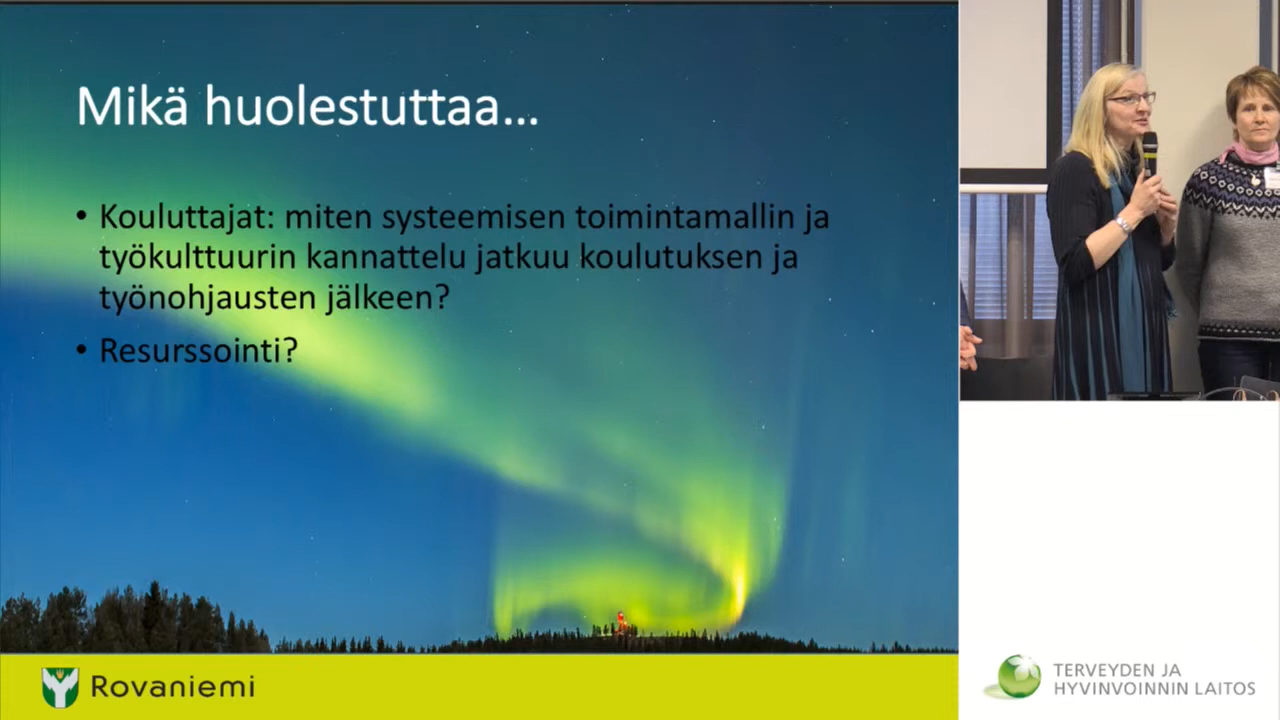 Mikä huolestuttaa...
• Kouluttajat: miten systeemisen toimintamallin ja
työkulttuurin kannattelu jatkuu koulutuksen ja
työnohjausten jälkeen?
• Resurssointi?
Rovaniemi
TERVEYDEN JA
HYVINVOINNIN LAITOS